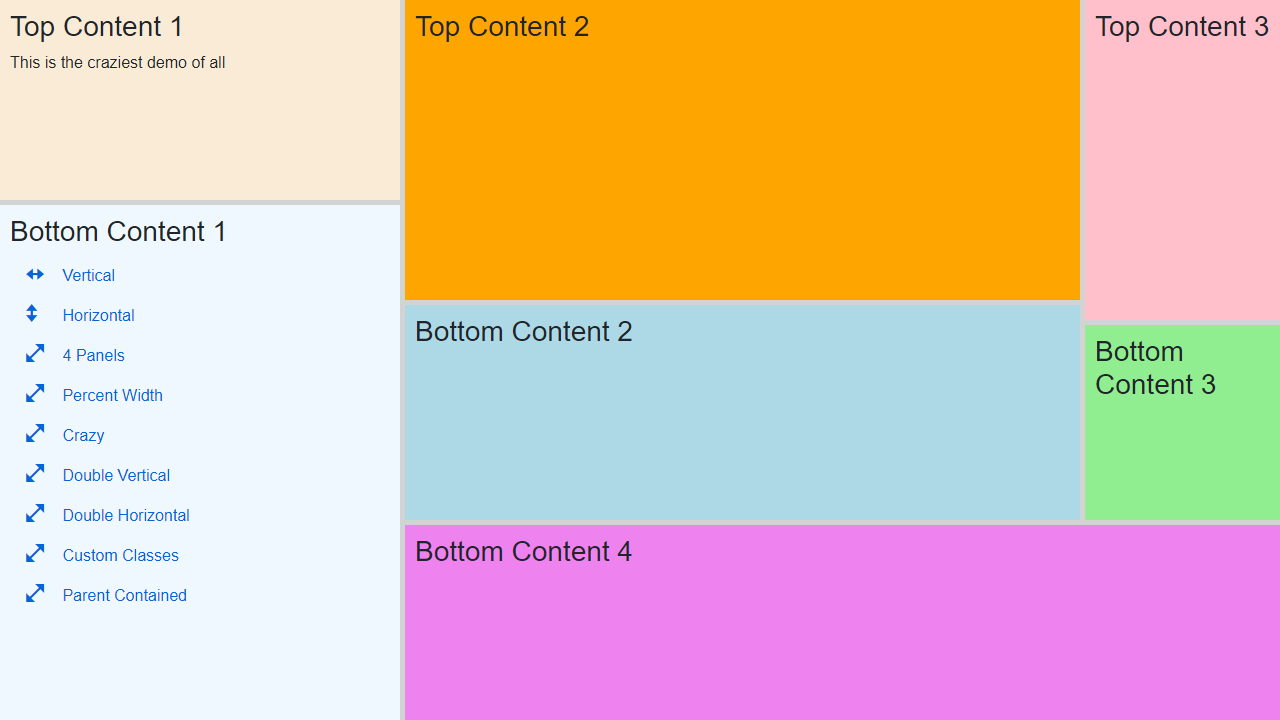 Top Content 1
This is the craziest demo of all
Bottom Content 1
Vertical
Horizontal
4 Panels
Percent Width
Crazy
Double Vertical
Double Horizontal
Custom Classes
Parent Contained
Top Content 2
Bottom Content 2
Top Content 3
Bottom
Content 3
Bottom Content 4